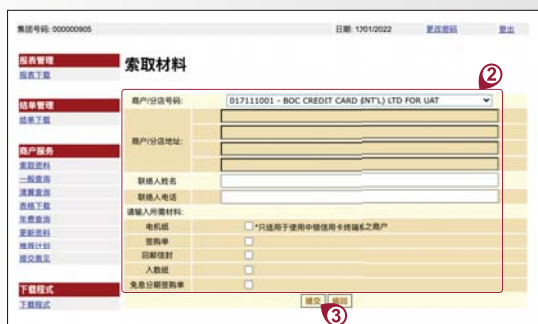 集团号码: 000000905 日期: 1701/2022 更改密码 登出
报表管理
报表下载
结单管理
结单下载
商户服务
索取资料
一般查询
清算查询
表格下载
年费查询
更新资料
推荐计划
提交意见
下载程式
下载程式
索取材料
2
商户/分店号码: 017111001 - BOC CREDIT CARD (INT'L) LTD FOR UAT
商户/分店地址:
联络人姓名
联络人电话
请输入所需材料:
电机纸 *只适用于使用中银信用卡终端机之商户
签购单
回邮信封
入数纸
免息分期签购单
提交 返回
3